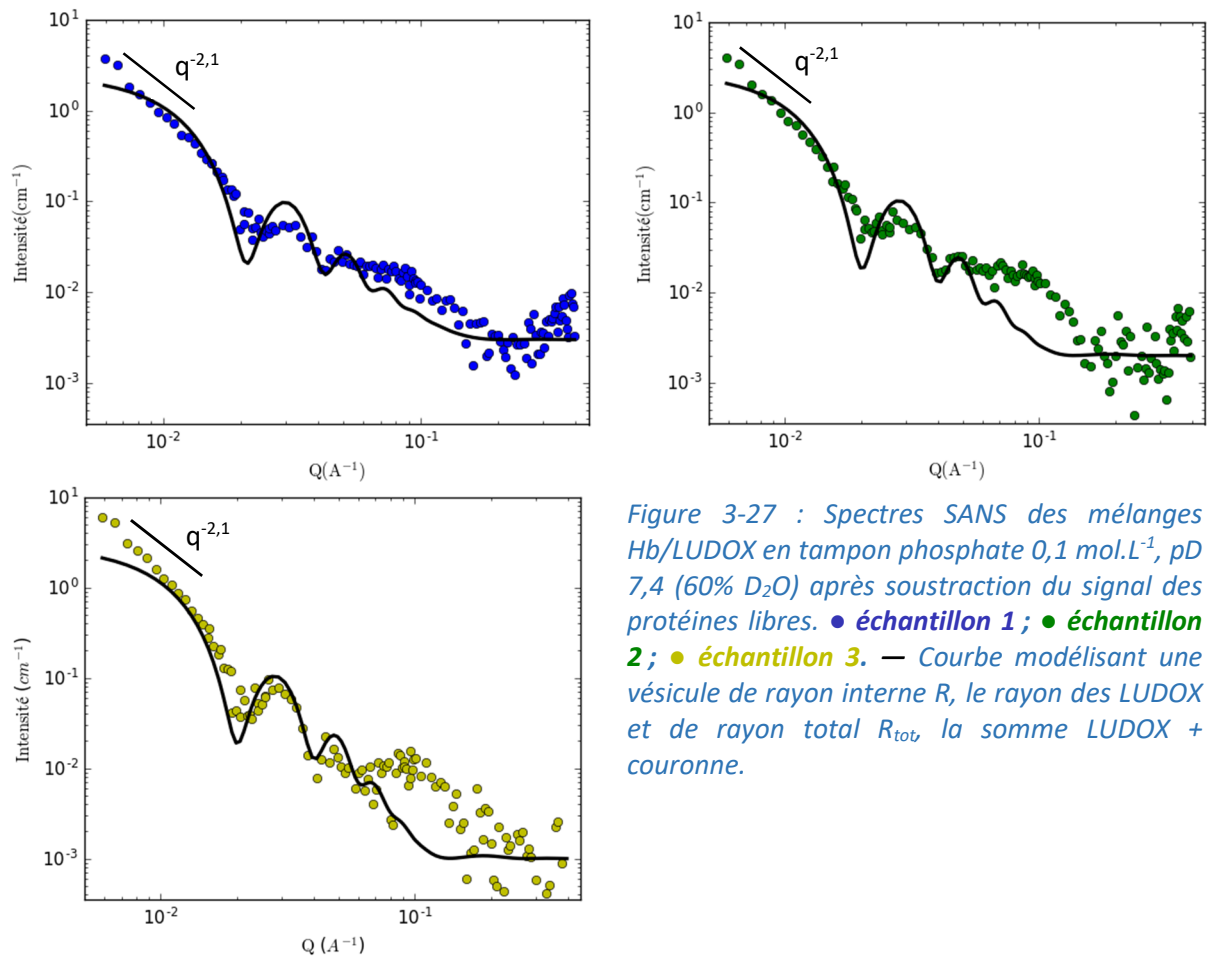 10¹
10⁰
10⁻¹
10⁻²
10⁻³
Intensité(cm⁻¹)
q⁻²,¹
10⁻²
10⁻¹
Q(A⁻¹)
10¹
10⁰
10⁻¹
10⁻²
10⁻³
Intensité(cm⁻¹)
q⁻²,¹
10⁻²
10⁻¹
Q(A⁻¹)
10¹
10⁰
10⁻¹
10⁻²
10⁻³
Intensité (cm⁻¹)
q⁻²,¹
10⁻²
10⁻¹
Q (A⁻¹)
Figure 3-27 : Spectres SANS des mélanges
Hb/LUDOX en tampon phosphate 0,1 mol.L⁻¹, pD
7,4 (60% D₂O) après soustraction du signal des
protéines libres. ● échantillon 1 ; ● échantillon
2 ; ● échantillon 3. — Courbe modélisant une
vésicule de rayon interne R, le rayon des LUDOX
et de rayon total Rtot, la somme LUDOX +
couronne.